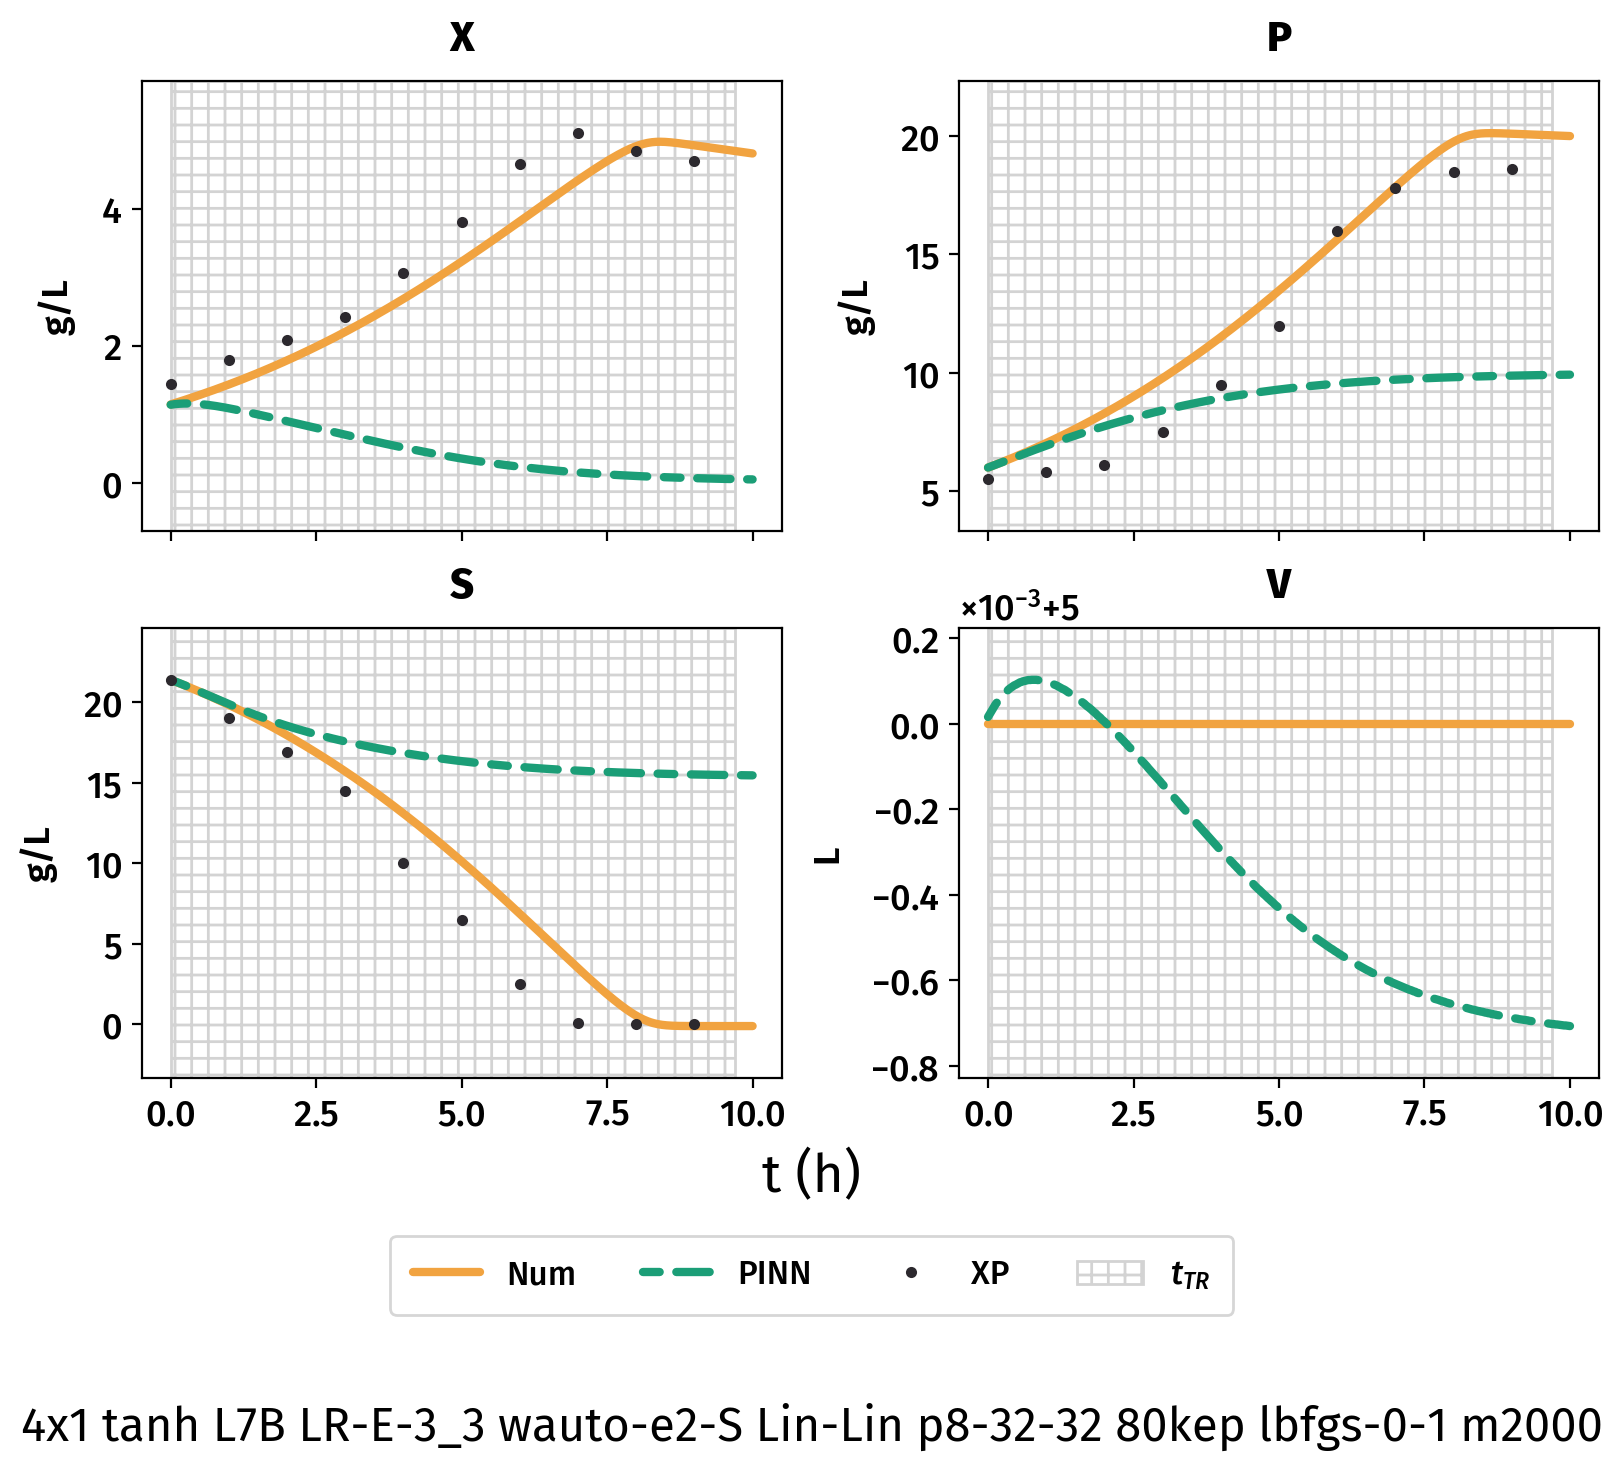 X
P
4
2
0
g/L
20
15
10
5
g/L
S
V
×10⁻³+5
20
15
10
5
0
g/L
0.2
0.0
−0.2
−0.4
−0.6
−0.8
L
0.0 2.5 5.0 7.5 10.0
0.0 2.5 5.0 7.5 10.0
t (h)
Num PINN XP t_TR
4x1 tanh L7B LR-E-3_3 wauto-e2-S Lin-Lin p8-32-32 80kep lbfgs-0-1 m2000